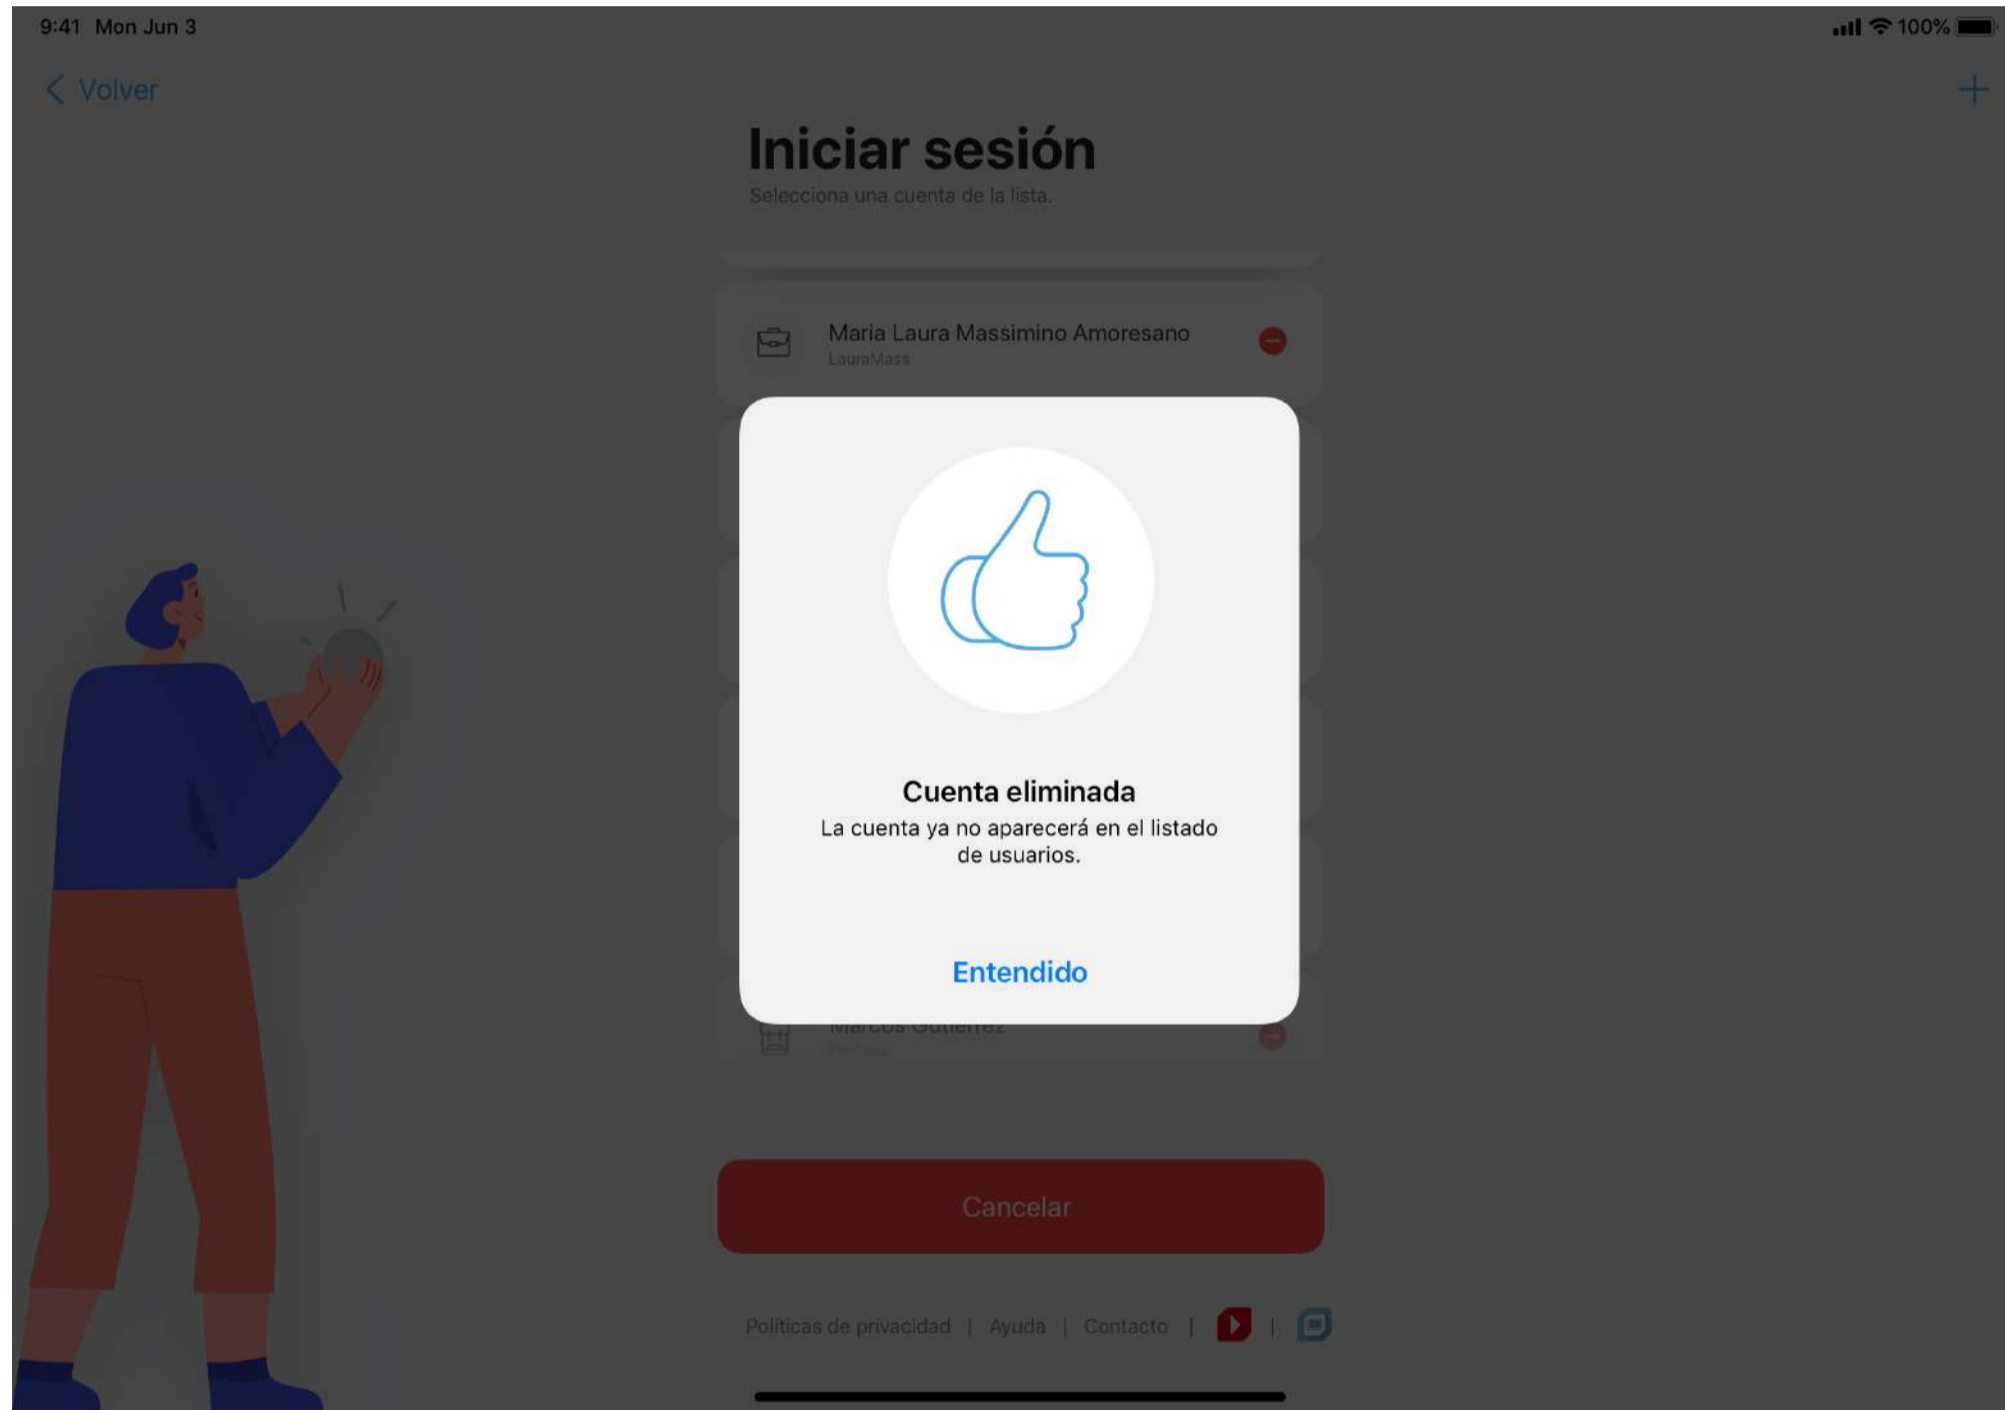 9:41 Mon Jun 3
100%
Volver
Iniciar sesión
Selecciona una cuenta de la lista.
Maria Laura Massimino Amoresano
LauraMass
Cuenta eliminada
La cuenta ya no aparecerá en el listado
de usuarios.
Entendido
Marcos Gutierrez
Cancelar
Políticas de privacidad | Ayuda | Contacto | |